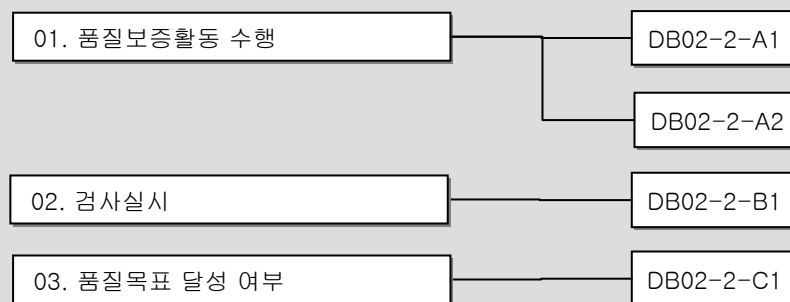 01. 품질보증활동 수행
DB02-2-A1
DB02-2-A2
02. 검사실시
DB02-2-B1
03. 품질목표 달성 여부
DB02-2-C1